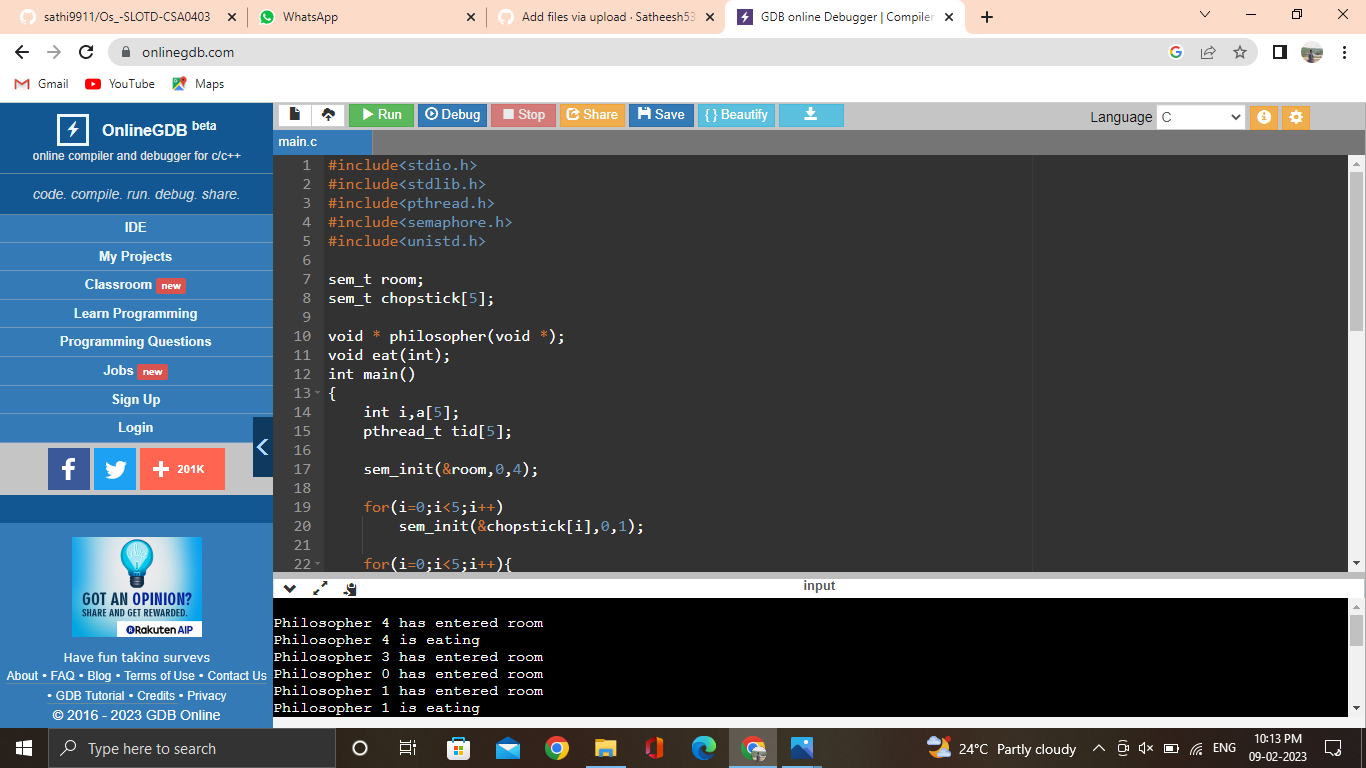 sathi9911/Os_-SLOTD-CSA0403
WhatsApp
Add files via upload · Satheesh53
GDB online Debugger | Compiler
onlinegdb.com
Gmail YouTube Maps
OnlineGDB beta
online compiler and debugger for c/c++
code. compile. run. debug. share.
IDE
My Projects
Classroom new
Learn Programming
Programming Questions
Jobs new
Sign Up
Login
f
201K
GOT AN OPINION?
SHARE AND GET REWARDED.
Rakuten AIP
Have fun taking surveys
About • FAQ • Blog • Terms of Use • Contact Us
• GDB Tutorial • Credits • Privacy
© 2016 - 2023 GDB Online
Run Debug Stop Share Save {} Beautify
Language C
main.c
1 #include<stdio.h>
2 #include<stdlib.h>
3 #include<pthread.h>
4 #include<semaphore.h>
5 #include<unistd.h>
6
7 sem_t room;
8 sem_t chopstick[5];
9
10 void * philosopher(void *);
11 void eat(int);
12 int main()
13 {
14 int i,a[5];
15 pthread_t tid[5];
16
17 sem_init(&room,0,4);
18
19 for(i=0;i<5;i++)
20 sem_init(&chopstick[i],0,1);
21
22 for(i=0;i<5;i++){
input
Philosopher 4 has entered room
Philosopher 4 is eating
Philosopher 3 has entered room
Philosopher 0 has entered room
Philosopher 1 has entered room
Philosopher 1 is eating
Type here to search
24°C Partly cloudy
ENG
10:13 PM
09-02-2023